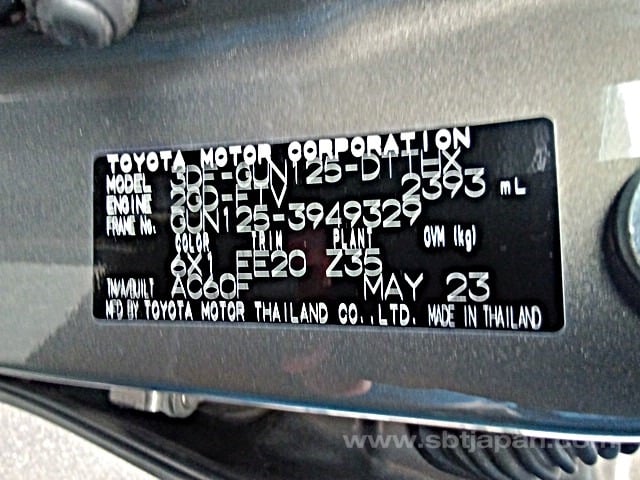 TOYOTA MOTOR CORPORATION
MODEL 3DF-GUN125-DTTHX
ENGINE 2GD-FTV 2393 mL
FRAME No. GUN125-3949329
COLOR TRIM PLANT GVM (kg)
6X1 FE20 Z35
TM/A/BUILT AC60F MAY 23
MFD BY TOYOTA MOTOR THAILAND CO.,LTD. MADE IN THAILAND
www.sbtjapan.com